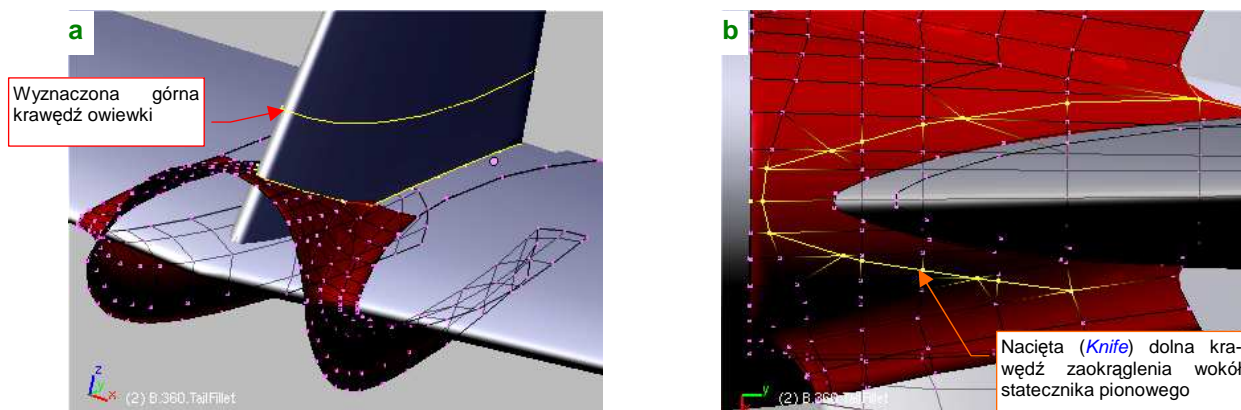 a
Wyznaczona górna
krawędź owiewki
z
y
x
(2) B.360.TailFillet
b
Nacięta (Knife) dolna kra-
wędź zaokrąglenia wokół
statecznika pionowego
y
x
(2) B.360.TailFillet